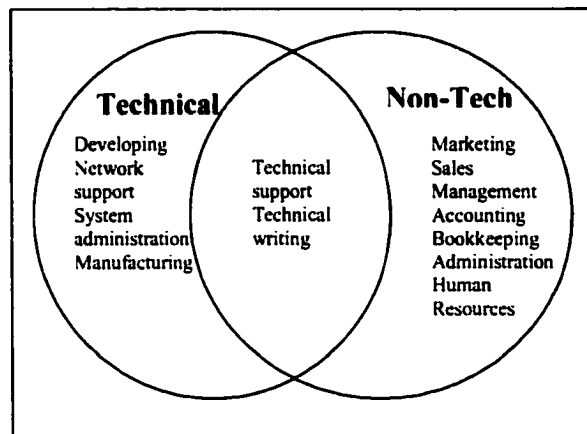 Technical
Developing
Network
support
System
administration
Manufacturing
Technical
support
Technical
writing
Non-Tech
Marketing
Sales
Management
Accounting
Bookkeeping
Administration
Human
Resources